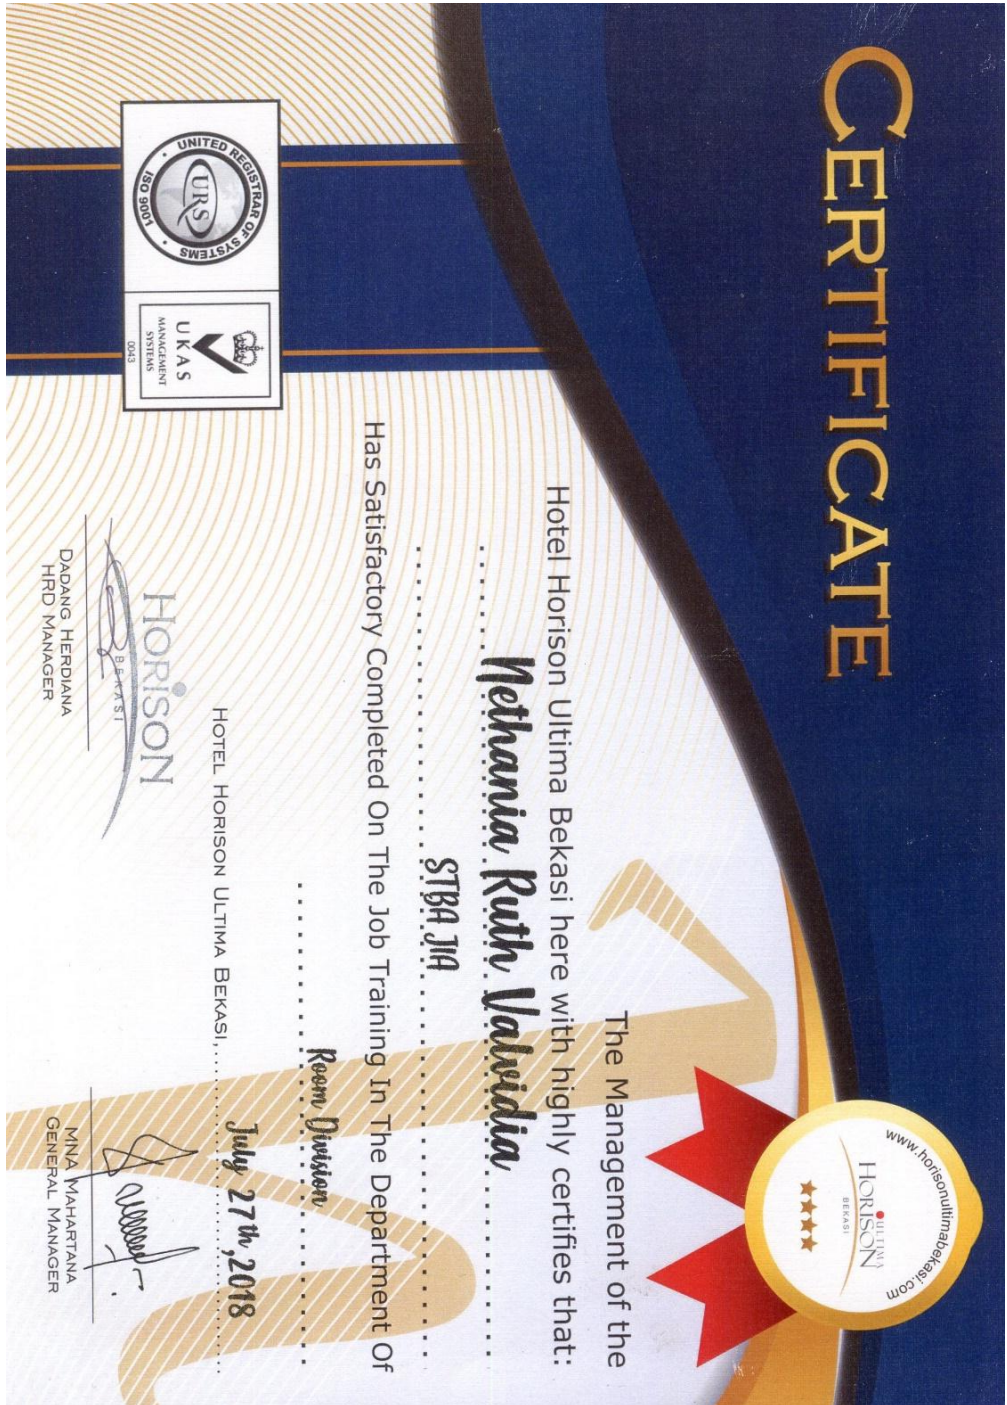 CERTIFICATE
www.horisonultimabekasi.com
ULTIMA
HORISON
BEKASI
The Management of the
Hotel Horison Ultima Bekasi here with highly certifies that:
Nethania Ruth Valvidia
STBA JIA
Has Satisfactory Completed On The Job Training In The Department Of
Room Division
HOTEL HORISON ULTIMA BEKASI, July 27th, 2018
HORISON
BEKASI
DADANG HERDIANA
HRD MANAGER
MNA MAHARTANA
GENERAL MANAGER
UNITED REGISTRAR OF SYSTEMS
URS
ISO 9001
UKAS
MANAGEMENT
SYSTEMS
0043